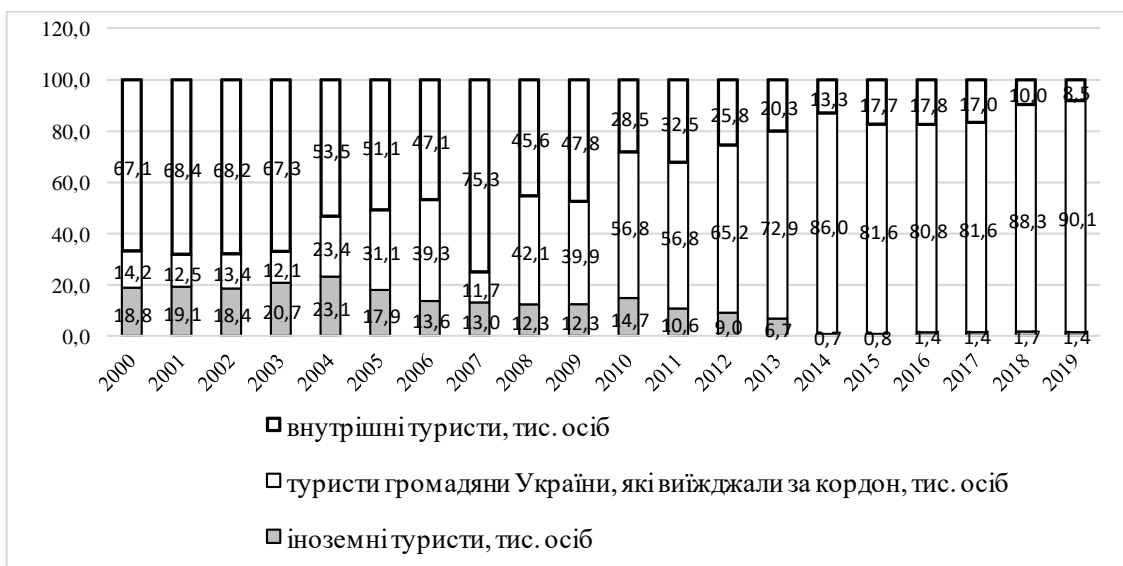 120,0
100,0
80,0
60,0
40,0
20,0
0,0
67,1 68,4 68,2 67,3 53,5 51,1 47,1 75,3 45,6 47,8 28,5 32,5 25,8 20,3 13,3 17,7 17,8 17,0 10,0 8,5
14,2 12,5 13,4 12,1 23,4 31,1 39,3 11,7 42,1 39,9 56,8 56,8 65,2 72,9 86,0 81,6 80,8 81,6 88,3 90,1
18,8 19,1 18,4 20,7 23,1 17,9 13,6 13,0 12,3 12,3 14,7 10,6 9,0 6,7 0,7 0,8 1,4 1,4 1,7 1,4
2000 2001 2002 2003 2004 2005 2006 2007 2008 2009 2010 2011 2012 2013 2014 2015 2016 2017 2018 2019
внутрішні туристи, тис. осіб
туристи громадяни України, які виїжджали за кордон, тис. осіб
іноземні туристи, тис. осіб